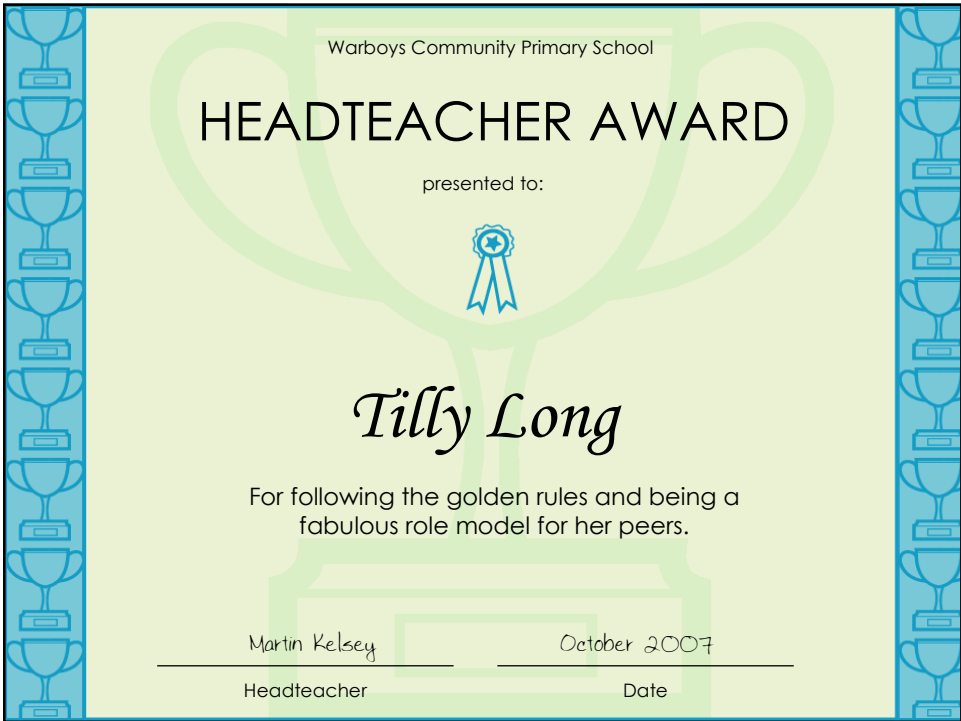 Warboys Community Primary School
HEADTEACHER AWARD
presented to:
Tilly Long
For following the golden rules and being a
fabulous role model for her peers.
Martin Kelsey October 2007
Headteacher Date